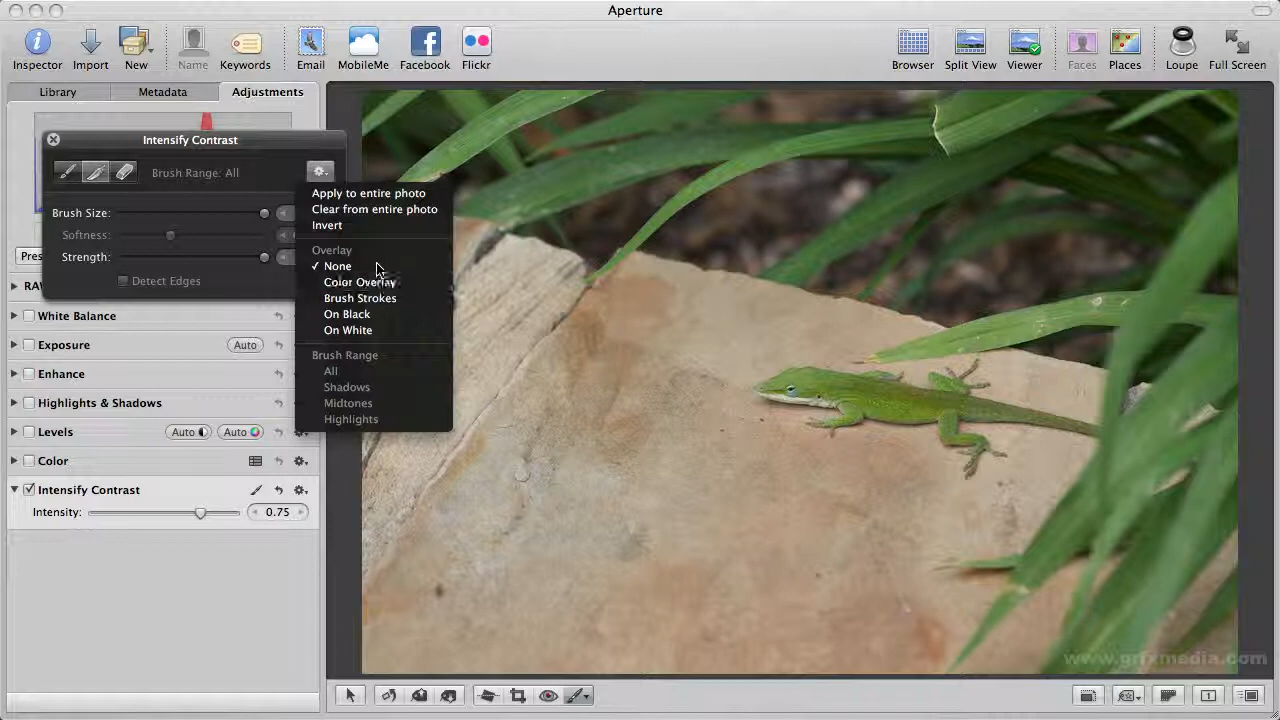 Aperture
Inspector Import New Name Keywords Email MobileMe Facebook Flickr Browser Split View Viewer Faces Places Loupe Full Screen
Library Metadata Adjustments
Intensify Contrast
Brush Range: All
Brush Size:
Softness:
Strength:
Detect Edges
Apply to entire photo
Clear from entire photo
Invert
Overlay
None
Color Overlay
Brush Strokes
On Black
On White
Brush Range
All
Shadows
Midtones
Highlights
Pres
RAW
White Balance
Exposure Auto
Enhance
Highlights & Shadows
Levels Auto Auto
Color
Intensify Contrast
Intensity: 0.75
www.grfxmedia.com
1